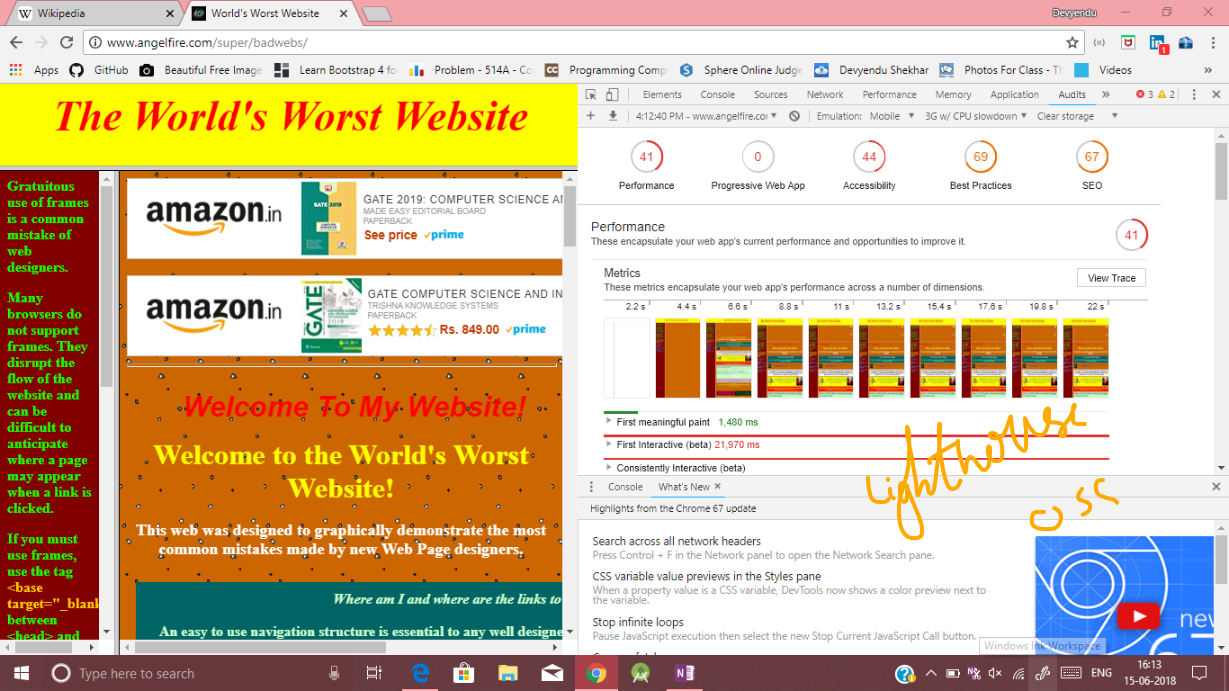 Wikipedia
World's Worst Website
Devyendu
www.angelfire.com/super/badwebs/
Apps
GitHub
Beautiful Free Image
Learn Bootstrap 4 fo
Problem - 514A - Co
Programming Comp
Sphere Online Judge
Devyendu Shekhar
Photos For Class - Th
Videos
The World's Worst Website
Gratuitous
use of frames
is a common
mistake of
web
designers.
Many
browsers do
not support
frames. They
disrupt the
flow of the
website and
can be
difficult to
anticipate
where a page
may appear
when a link is
clicked.
If you must
use frames,
use the tag
<base
target="_blank
between
<head> and
amazon.in
GATE 2019: COMPUTER SCIENCE AN
MADE EASY EDITORIAL BOARD
PAPERBACK
See price prime
amazon.in
GATE COMPUTER SCIENCE AND IN
TRISHNA KNOWLEDGE SYSTEMS
PAPERBACK
Rs. 849.00 prime
Welcome To My Website!
Welcome to the World's Worst
Website!
This web was designed to graphically demonstrate the most
common mistakes made by new Web Page designers.
Where am I and where are the links to
An easy to use navigation structure is essential to any well designe
Elements Console Sources Network Performance Memory Application Audits » 3 2
4:12:40 PM - www.angelfire.co Emulation: Mobile 3G w/ CPU slowdown Clear storage
41 0 44 69 67
Performance Progressive Web App Accessibility Best Practices SEO
Performance
These encapsulate your web app's current performance and opportunities to improve it.
41
Metrics
These metrics encapsulate your web app's performance across a number of dimensions.
View Trace
2.2 s 4.4 s 6.6 s 8.8 s 11 s 13.2 s 15.4 s 17.6 s 19.8 s 22 s
First meaningful paint 1,480 ms
First Interactive (beta) 21,970 ms
Consistently Interactive (beta)
Lighthouse
OSS
Console What's New
Highlights from the Chrome 67 update
Search across all network headers
Press Control + F in the Network panel to open the Network Search pane.
CSS variable value previews in the Styles pane
When a property value is a CSS variable, DevTools now shows a color preview next to
the variable.
Stop infinite loops
Pause JavaScript execution then select the new Stop Current JavaScript Call button.
new
Windows Ink Workspace
Type here to search
ENG
16:13
15-06-2018